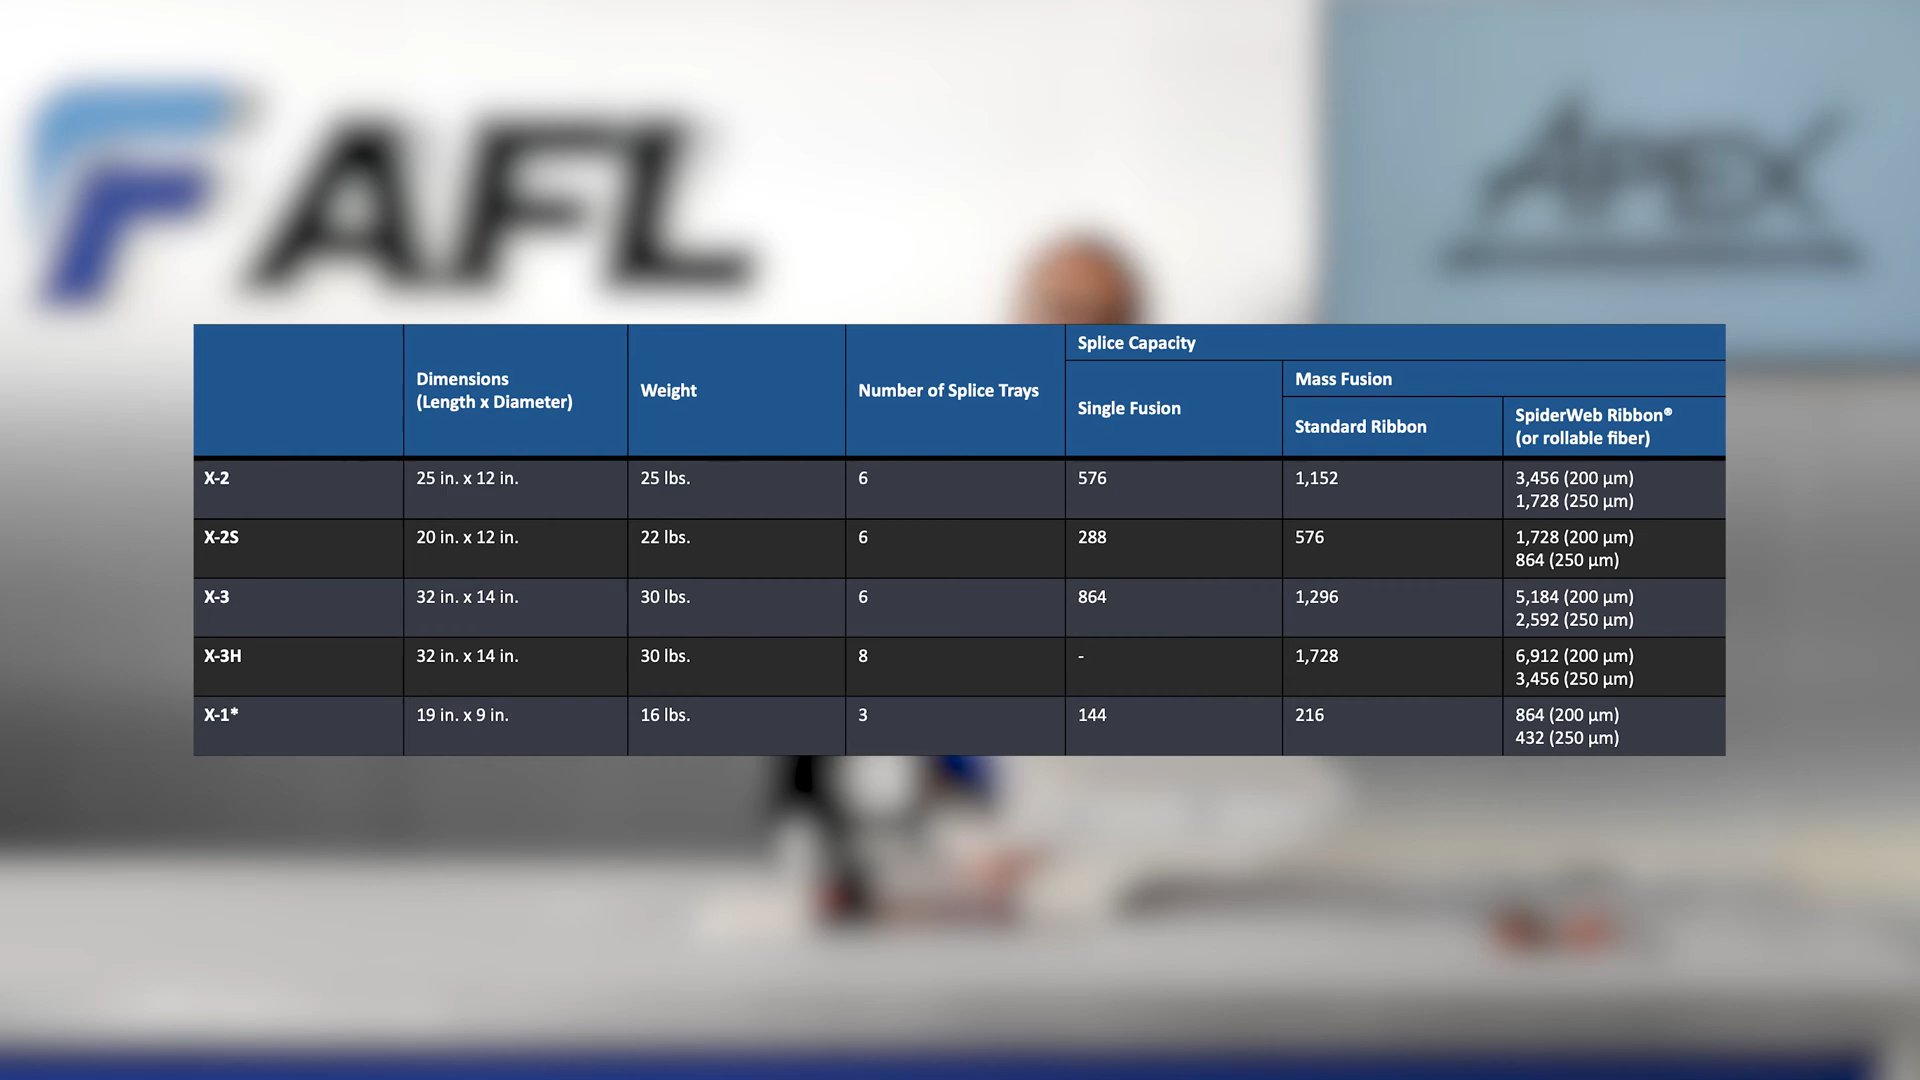 AFL
APEX
Splice Capacity
Dimensions
(Length x Diameter)
Weight
Number of Splice Trays
Single Fusion
Mass Fusion
Standard Ribbon
SpiderWeb Ribbon®
(or rollable fiber)
X-2
25 in. x 12 in.
25 lbs.
6
576
1,152
3,456 (200 µm)
1,728 (250 µm)
X-2S
20 in. x 12 in.
22 lbs.
6
288
576
1,728 (200 µm)
864 (250 µm)
X-3
32 in. x 14 in.
30 lbs.
6
864
1,296
5,184 (200 µm)
2,592 (250 µm)
X-3H
32 in. x 14 in.
30 lbs.
8
-
1,728
6,912 (200 µm)
3,456 (250 µm)
X-1*
19 in. x 9 in.
16 lbs.
3
144
216
864 (200 µm)
432 (250 µm)